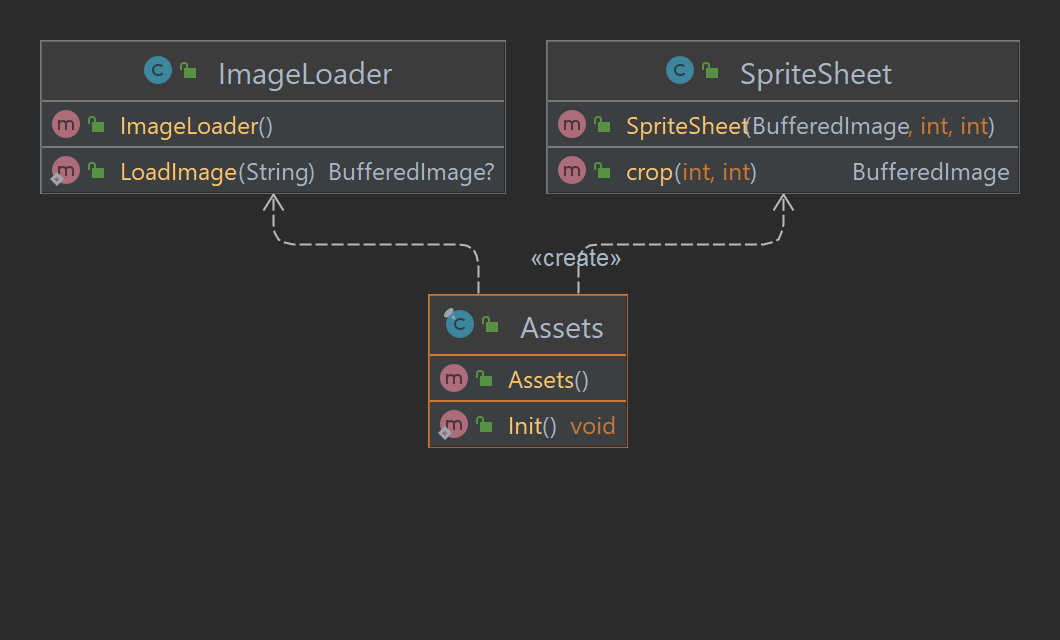 ImageLoader
ImageLoader()
LoadImage(String) BufferedImage?
SpriteSheet
SpriteSheet(BufferedImage, int, int)
crop(int, int) BufferedImage
«create»
Assets
Assets()
Init() void